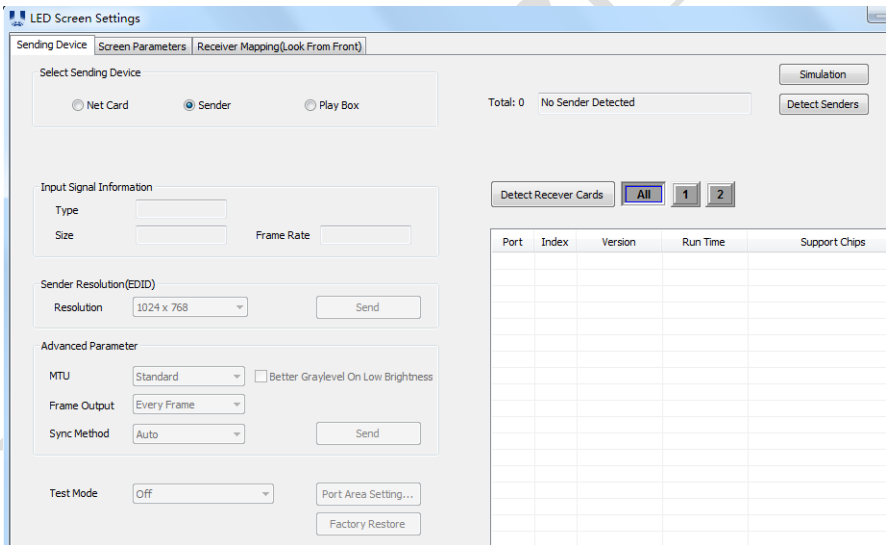 LED Screen Settings
Sending Device Screen Parameters Receiver Mapping(Look From Front)
Select Sending Device
Net Card Sender Play Box
Total: 0 No Sender Detected
Simulation
Detect Senders
Input Signal Information
Type
Size Frame Rate
Detect Recever Cards All 1 2
Port Index Version Run Time Support Chips
Sender Resolution(EDID)
Resolution 1024 x 768 Send
Advanced Parameter
MTU Standard Better Graylevel On Low Brightness
Frame Output Every Frame
Sync Method Auto Send
Test Mode Off Port Area Setting...
Factory Restore